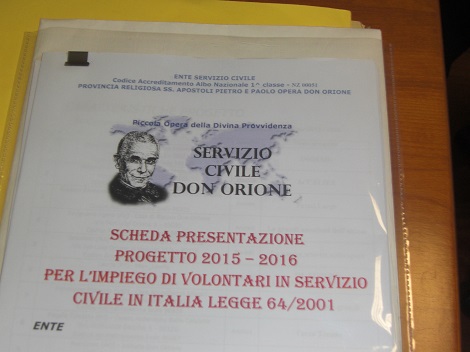 ENTE SERVIZIO CIVILE
Codice Accreditamento Albo Nazionale 1^ classe - NZ 00051
PROVINCIA RELIGIOSA SS. APOSTOLI PIETRO E PAOLO OPERA DON ORIONE
Piccola Opera della Divina Provvidenza
SERVIZIO
CIVILE
DON ORIONE
SCHEDA PRESENTAZIONE
PROGETTO 2015 – 2016
PER L'IMPIEGO DI VOLONTARI IN SERVIZIO
CIVILE IN ITALIA LEGGE 64/2001
ENTE